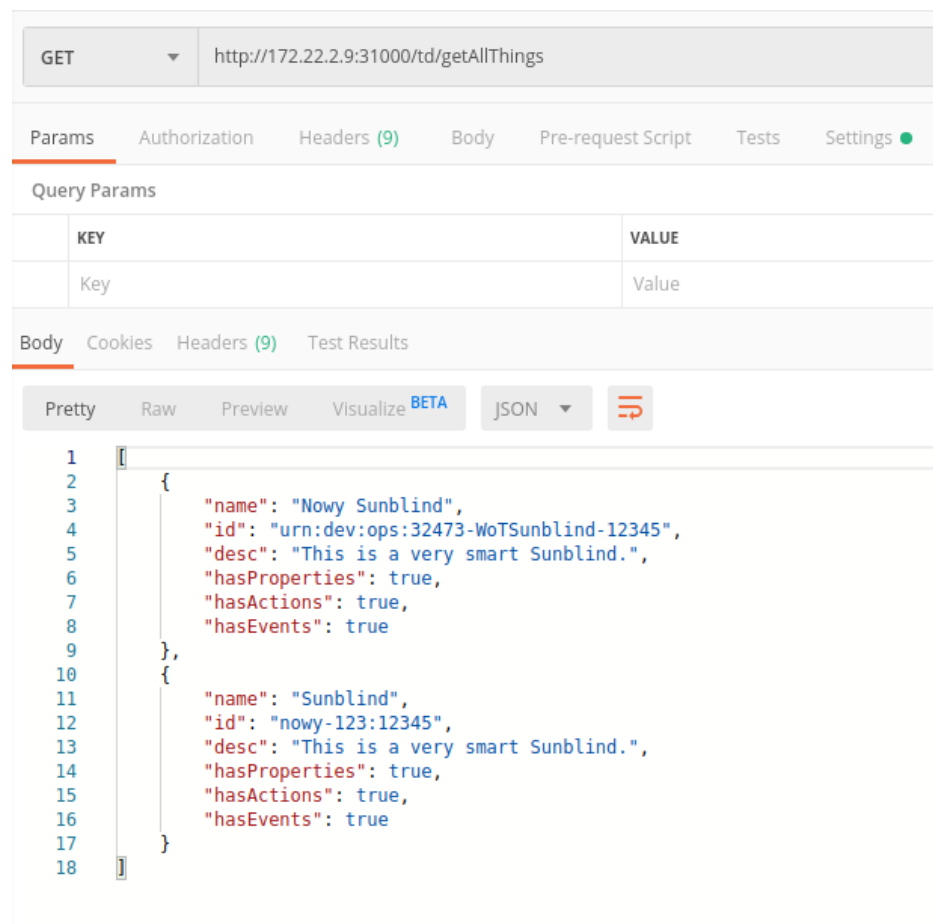 GET http://172.22.2.9:31000/td/getAllThings
Params Authorization Headers (9) Body Pre-request Script Tests Settings
Query Params
KEY VALUE
Key Value
Body Cookies Headers (9) Test Results
Pretty Raw Preview Visualize BETA JSON
1 [
2 {
3 "name": "Nowy Sunblind",
4 "id": "urn:dev:ops:32473-WoTSunblind-12345",
5 "desc": "This is a very smart Sunblind.",
6 "hasProperties": true,
7 "hasActions": true,
8 "hasEvents": true
9 },
10 {
11 "name": "Sunblind",
12 "id": "nowy-123:12345",
13 "desc": "This is a very smart Sunblind.",
14 "hasProperties": true,
15 "hasActions": true,
16 "hasEvents": true
17 }
18 ]